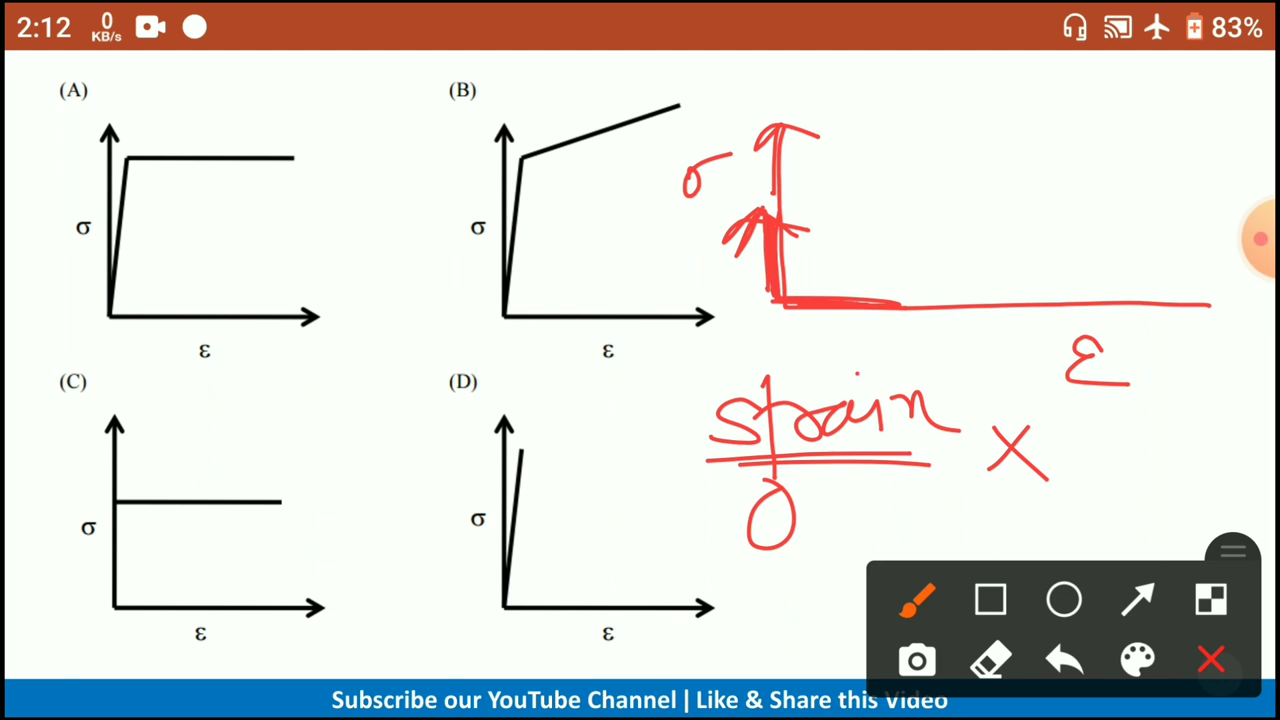 2:12 0 KB/s 83%
(A) (B)
σ
σ σ
ε ε
ε
(C) (D)
strain X
0
σ σ
ε ε
Subscribe our YouTube Channel | Like & Share this Video